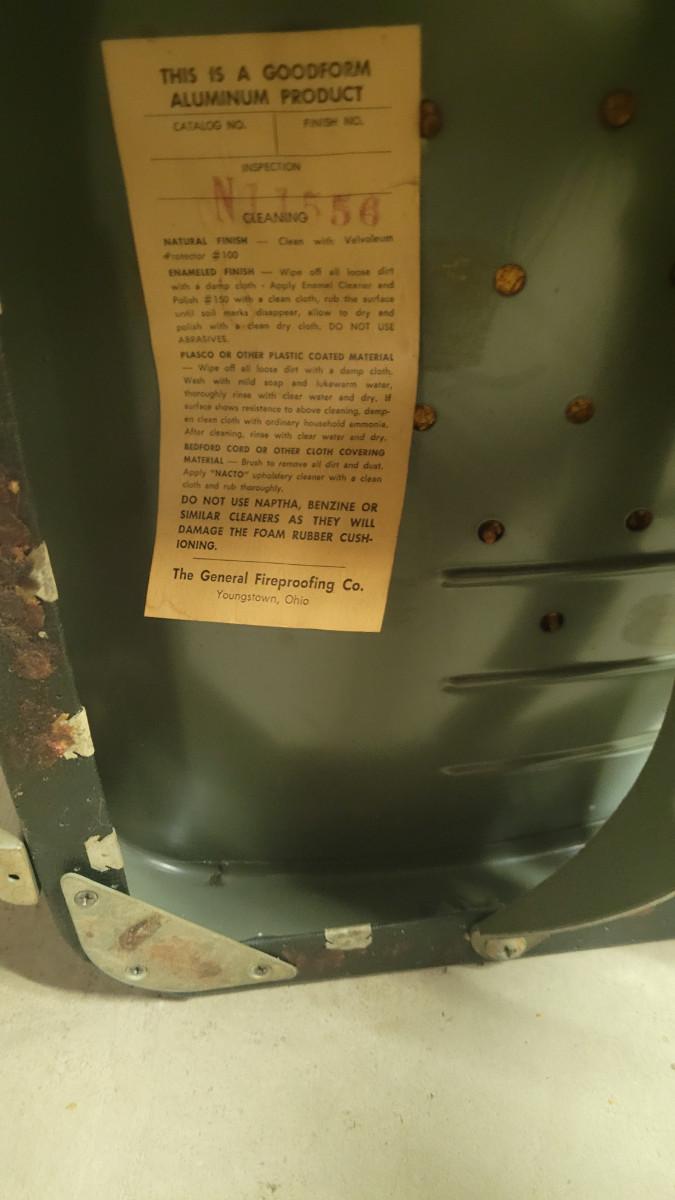 THIS IS A GOODFORM
ALUMINUM PRODUCT
CATALOG NO. FINISH NO.
INSPECTION
CLEANING
NATURAL FINISH — Clean with Velvoleum
Protector #100
ENAMELED FINISH — Wipe off all loose dirt
with a damp cloth - Apply Enamel Cleaner and
Polish #150 with a clean cloth, rub the surface
until soil marks disappear, allow to dry and
polish with a clean dry cloth. DO NOT USE
ABRASIVES.
PLASCO OR OTHER PLASTIC COATED MATERIAL
— Wipe off all loose dirt with a damp cloth.
Wash with mild soap and lukewarm water,
thoroughly rinse with clear water and dry. If
surface shows resistance to above cleaning, damp-
en clean cloth with ordinary household ammonia.
After cleaning, rinse with clear water and dry.
BEDFORD CORD OR OTHER CLOTH COVERING
MATERIAL — Brush to remove all dirt and dust.
Apply "NACTO" upholstery cleaner with a clean
cloth and rub thoroughly.
DO NOT USE NAPTHA, BENZINE OR
SIMILAR CLEANERS AS THEY WILL
DAMAGE THE FOAM RUBBER CUSH-
IONING.
The General Fireproofing Co.
Youngstown, Ohio